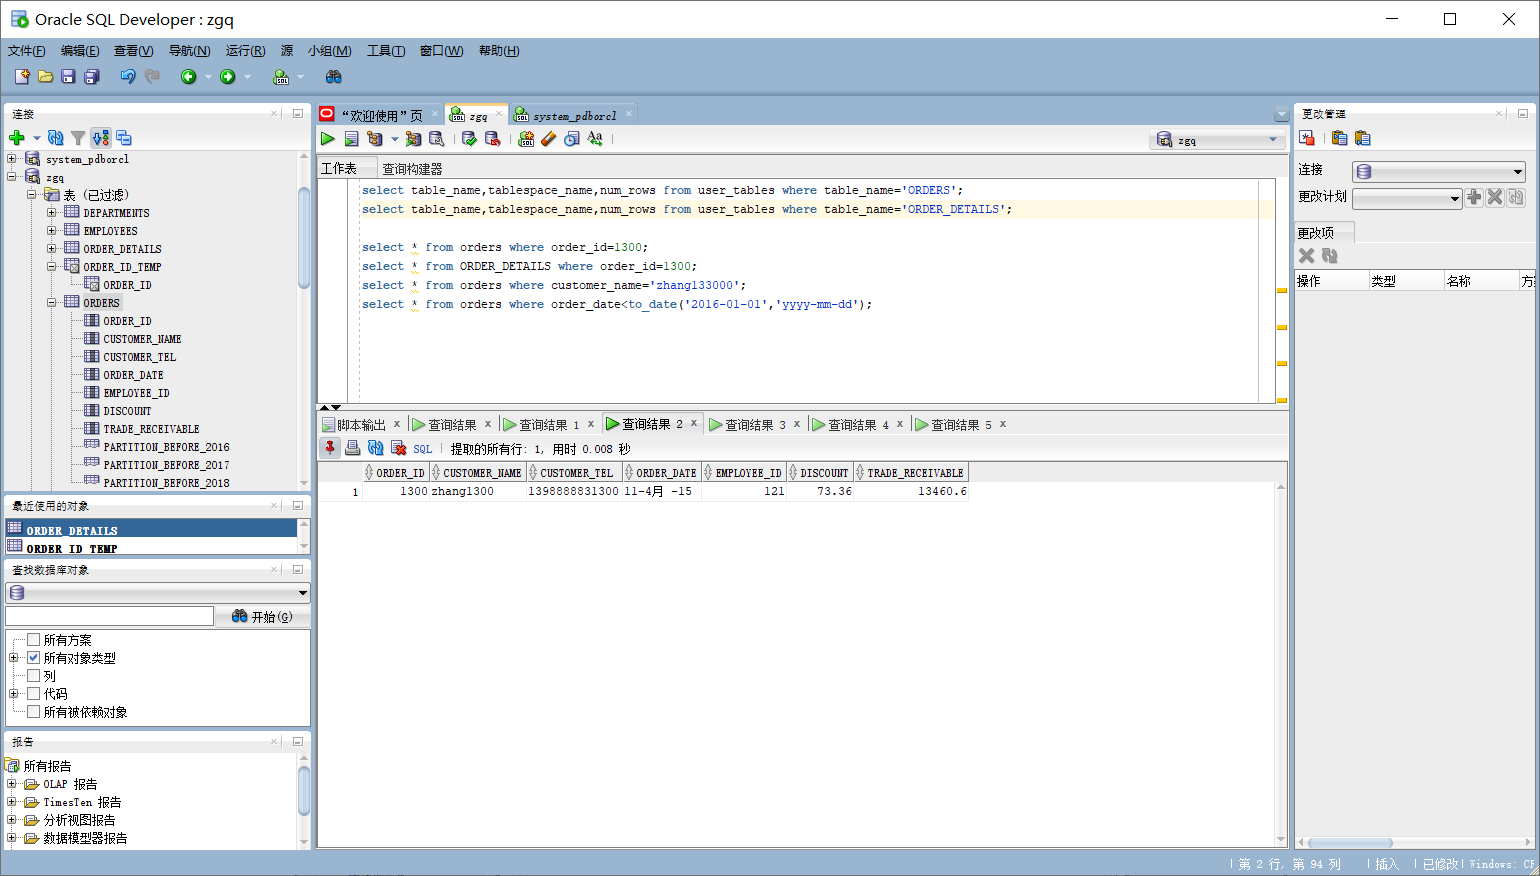 Oracle SQL Developer : zgq
文件(F) 编辑(E) 查看(V) 导航(N) 运行(R) 源 小组(M) 工具(T) 窗口(W) 帮助(H)
连接
system_pdborcl
zgq
表 (已过滤)
DEPARTMENTS
EMPLOYEES
ORDER_DETAILS
ORDER_ID_TEMP
ORDER_ID
ORDERS
ORDER_ID
CUSTOMER_NAME
CUSTOMER_TEL
ORDER_DATE
EMPLOYEE_ID
DISCOUNT
TRADE_RECEIVABLE
PARTITION_BEFORE_2016
PARTITION_BEFORE_2017
PARTITION_BEFORE_2018
最近使用的对象
ORDER_DETAILS
ORDER_ID_TEMP
查找数据库对象
开始(G)
所有方案
所有对象类型
列
代码
所有被依赖对象
报告
所有报告
OLAP 报告
TimesTen 报告
分析视图报告
数据模型器报告
“欢迎使用”页 zgq system_pdborcl
SQL Aa
zgq
工作表 查询构建器
select table_name,tablespace_name,num_rows from user_tables where table_name='ORDERS';
select table_name,tablespace_name,num_rows from user_tables where table_name='ORDER_DETAILS';
select * from orders where order_id=1300;
select * from ORDER_DETAILS where order_id=1300;
select * from orders where customer_name='zhang133000';
select * from orders where order_date<to_date('2016-01-01','yyyy-mm-dd');
脚本输出 查询结果 查询结果 1 查询结果 2 查询结果 3 查询结果 4 查询结果 5
SQL 提取的所有行: 1, 用时 0.008 秒
ORDER_ID CUSTOMER_NAME CUSTOMER_TEL ORDER_DATE EMPLOYEE_ID DISCOUNT TRADE_RECEIVABLE
1 1300 zhang1300 1398888831300 11-4月 -15 121 73.36 13460.6
更改管理
连接
更改计划
更改项
操作 类型 名称 方
第 2 行, 第 94 列 插入 已修改 Windows: CR